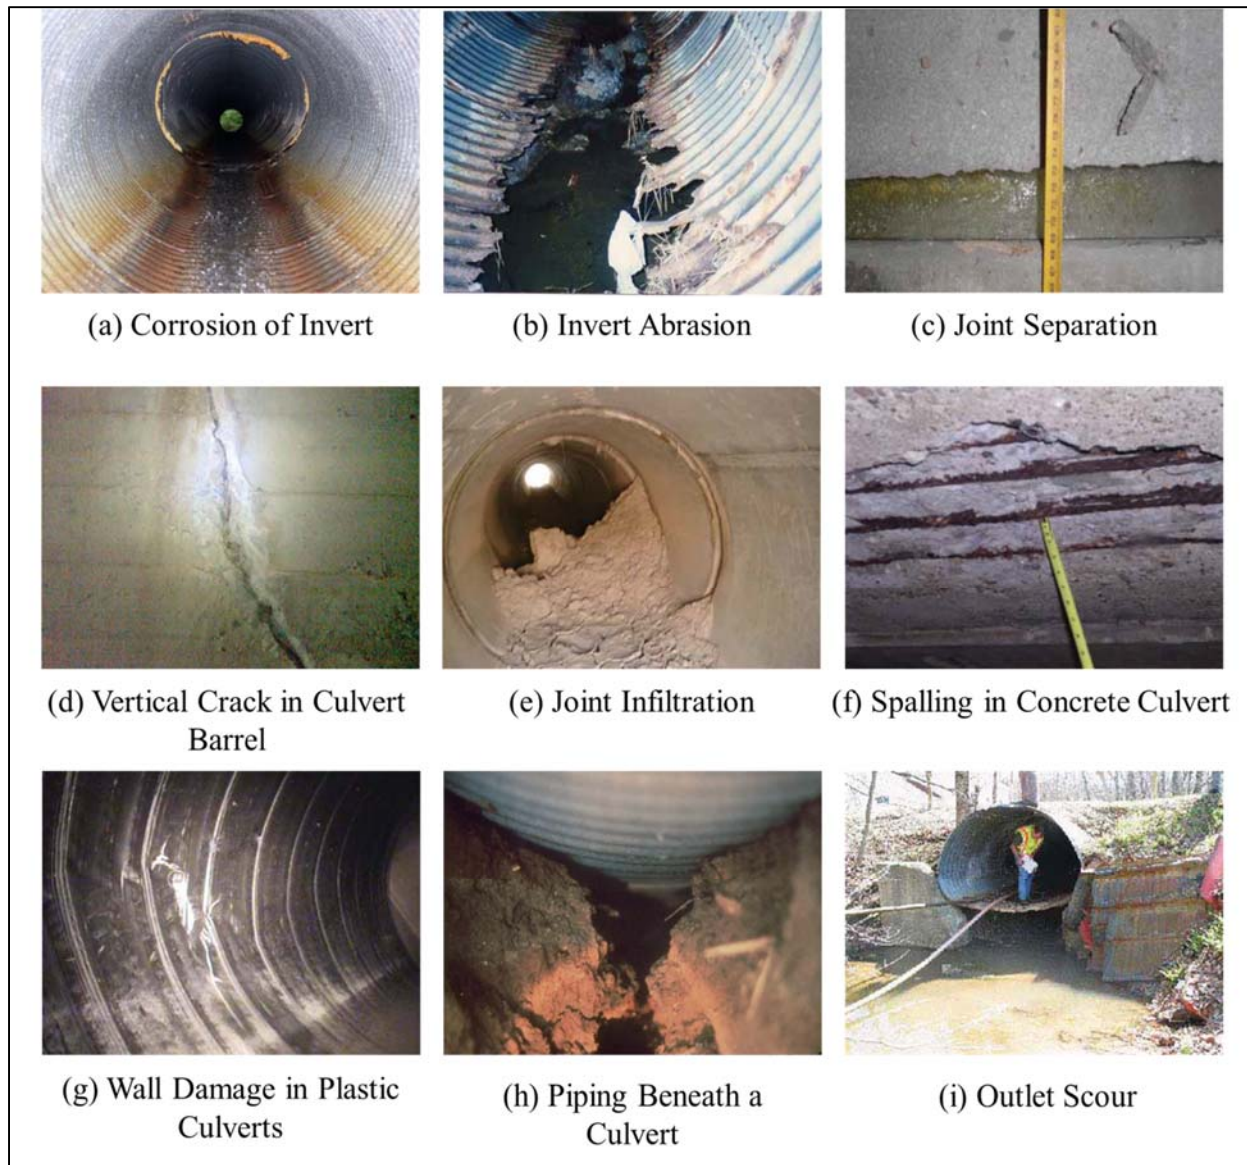 (a) Corrosion of Invert
(b) Invert Abrasion
(c) Joint Separation
(d) Vertical Crack in Culvert
Barrel
(e) Joint Infiltration
(f) Spalling in Concrete Culvert
(g) Wall Damage in Plastic
Culverts
(h) Piping Beneath a
Culvert
(i) Outlet Scour